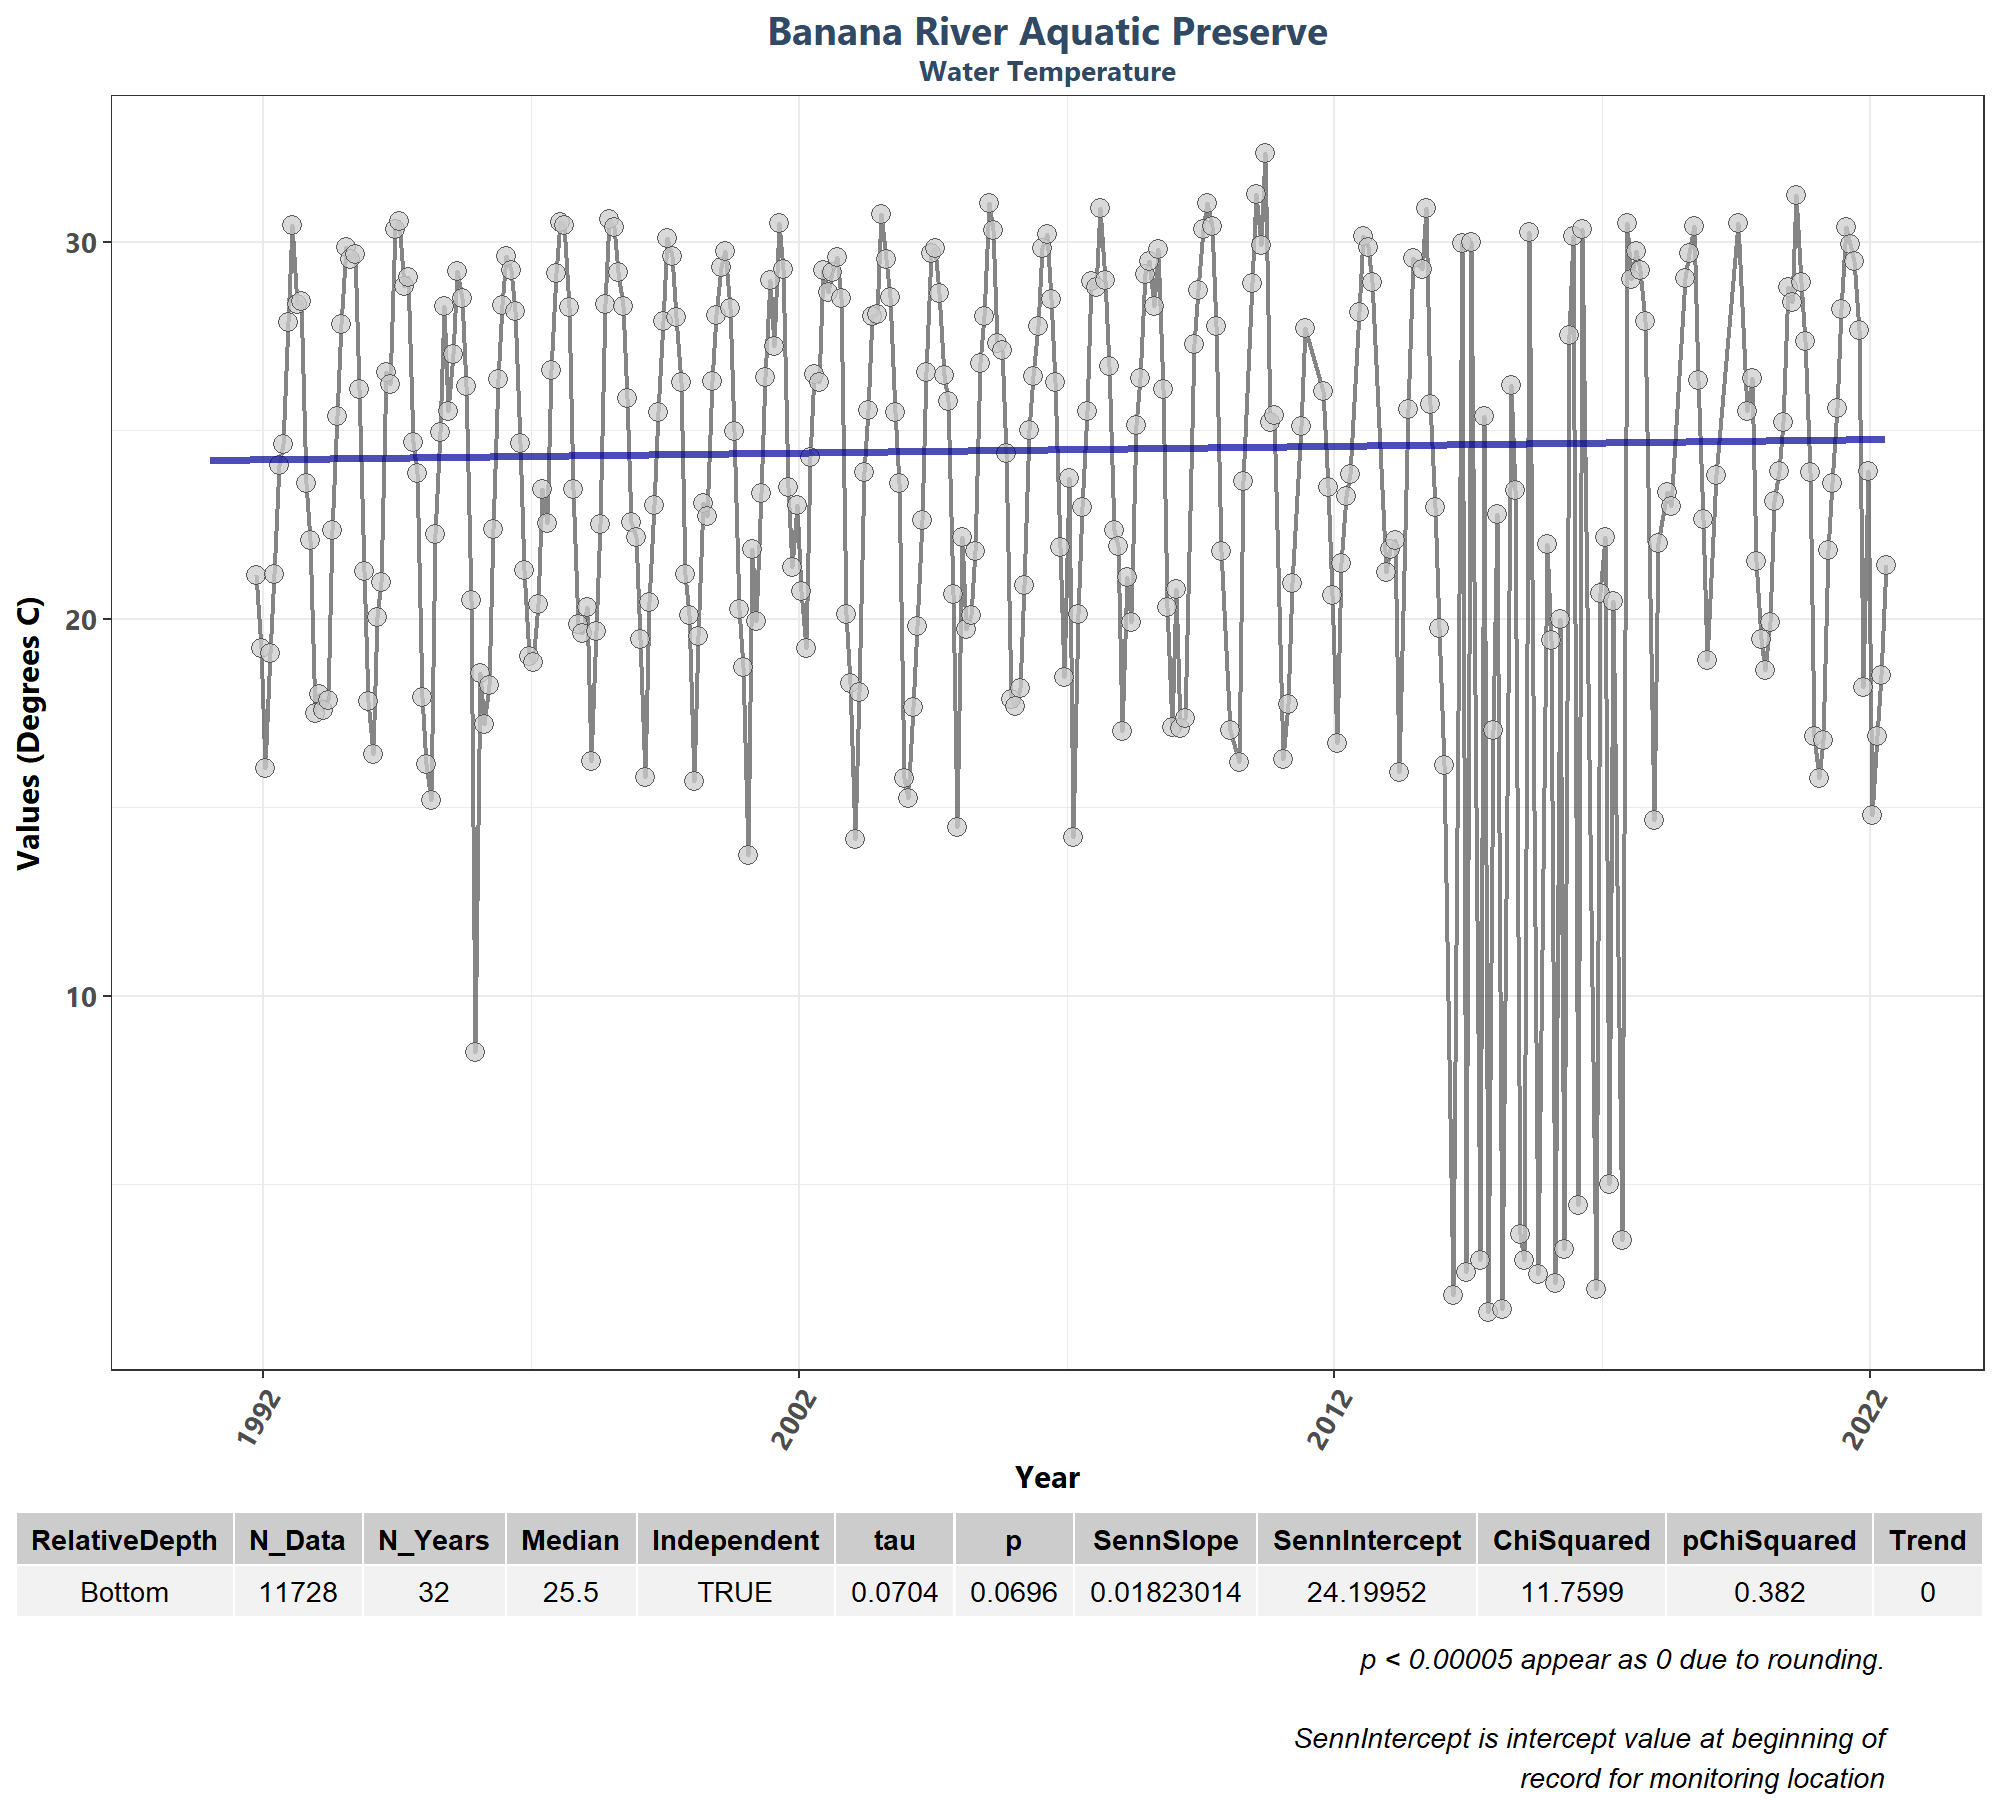 Banana River Aquatic Preserve
Water Temperature
Values (Degrees C)
30
20
10
1992 2002 2012 2022
Year
RelativeDepth N_Data N_Years Median Independent tau p SennSlope SennIntercept ChiSquared pChiSquared Trend
Bottom 11728 32 25.5 TRUE 0.0704 0.0696 0.01823014 24.19952 11.7599 0.382 0
p < 0.00005 appear as 0 due to rounding.
SennIntercept is intercept value at beginning of
record for monitoring location